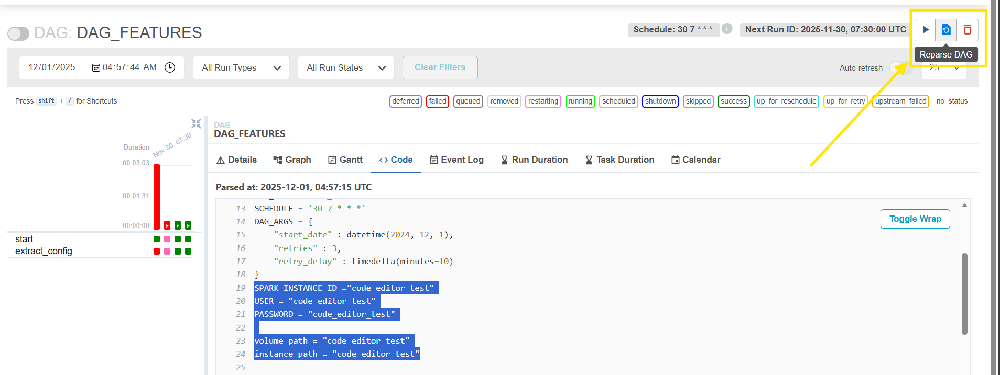 DAG: DAG_FEATURES
Schedule: 30 7 * * *
Next Run ID: 2025-11-30, 07:30:00 UTC
Reparse DAG
12/01/2025 04:57:44 AM
All Run Types
All Run States
Clear Filters
Auto-refresh
25
Press shift + / for Shortcuts
deferred failed queued removed restarting running scheduled shutdown skipped success up_for_reschedule up_for_retry upstream_failed no_status
Duration
Nov 30, 07:30
00:03:03
00:01:31
00:00:00
start
extract_config
DAG
DAG_FEATURES
Details Graph Gantt Code Event Log Run Duration Task Duration Calendar
Parsed at: 2025-12-01, 04:57:15 UTC
Toggle Wrap
13 SCHEDULE = '30 7 * * *'
14 DAG_ARGS = {
15 "start_date" : datetime(2024, 12, 1),
16 "retries" : 3,
17 "retry_delay" : timedelta(minutes=10)
18 }
19 SPARK_INSTANCE_ID ="code_editor_test"
20 USER = "code_editor_test"
21 PASSWORD = "code_editor_test"
22
23 volume_path = "code_editor_test"
24 instance_path = "code_editor_test"
25